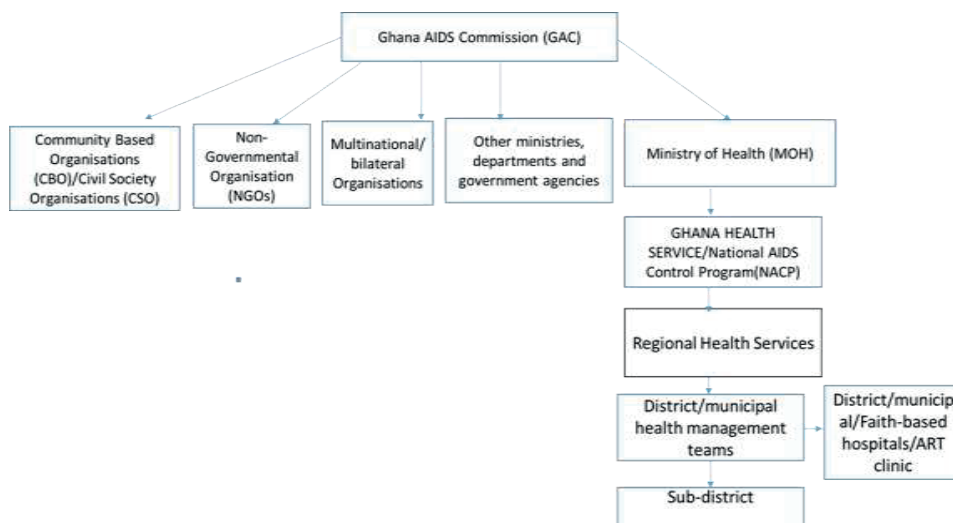 Ghana AIDS Commission (GAC)
Community Based
Organisations
(CBO)/Civil Society
Organisations (CSO)
Non-
Governmental
Organisation
(NGOs)
Multinational/
bilateral
Organisations
Other ministries,
departments and
government agencies
Ministry of Health (MOH)
GHANA HEALTH
SERVICE/National AIDS
Control Program(NACP)
Regional Health Services
District/municipal
health management
teams
District/municip
al/Faith-based
hospitals/ART
clinic
Sub-district